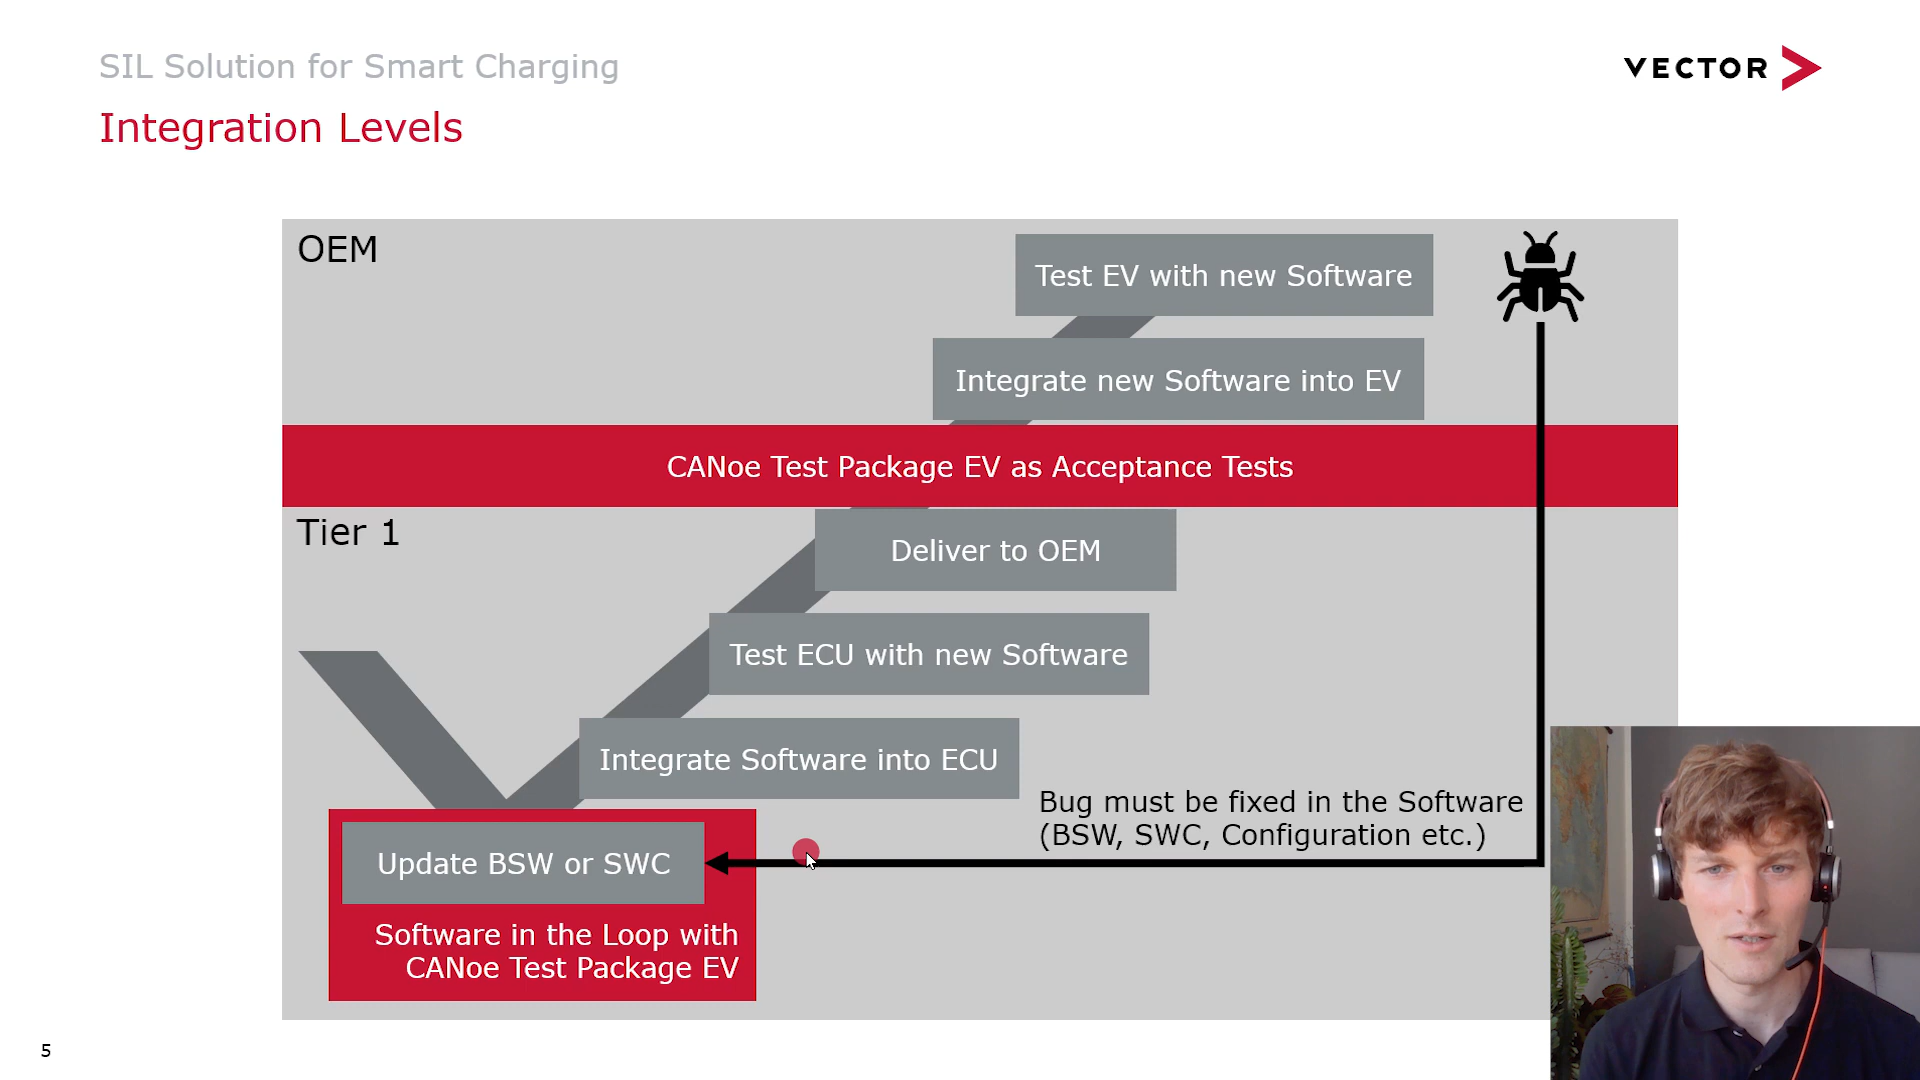 SIL Solution for Smart Charging
VECTOR
Integration Levels
OEM
Test EV with new Software
Integrate new Software into EV
CANoe Test Package EV as Acceptance Tests
Tier 1
Deliver to OEM
Test ECU with new Software
Integrate Software into ECU
Bug must be fixed in the Software
(BSW, SWC, Configuration etc.)
Update BSW or SWC
Software in the Loop with
CANoe Test Package EV
5